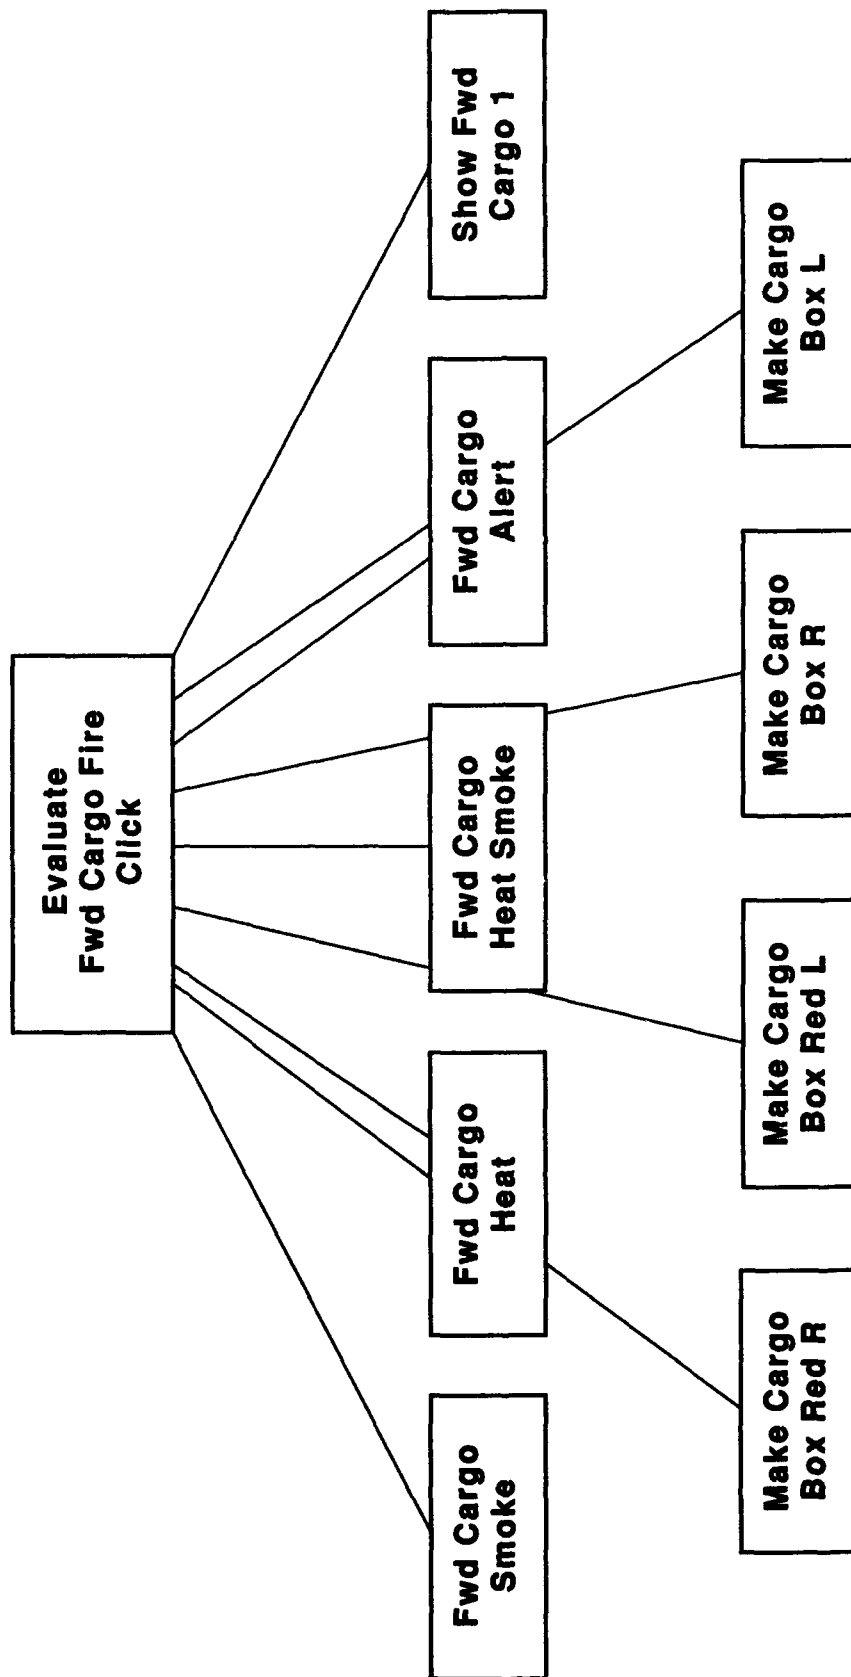 Evaluate
Fwd Cargo Fire
Click
Fwd Cargo
Smoke
Fwd Cargo
Heat
Fwd Cargo
Heat Smoke
Fwd Cargo
Alert
Show Fwd
Cargo 1
Make Cargo
Box Red R
Make Cargo
Box Red L
Make Cargo
Box R
Make Cargo
Box L